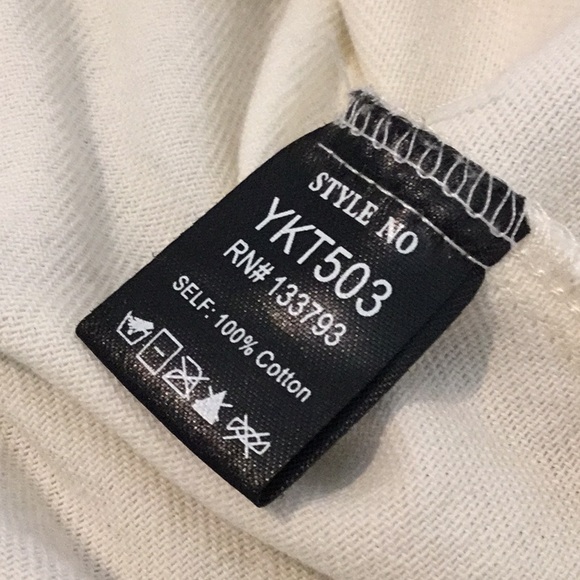 STYLE NO
YKT503
RN# 133793
SELF: 100% Cotton